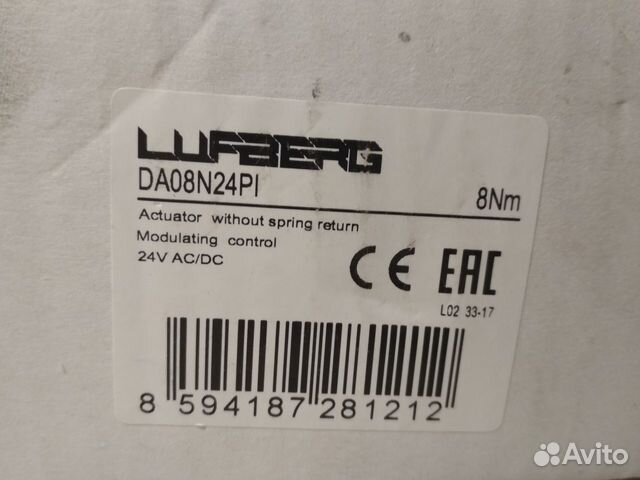 LUFBERG
DA08N24PI 8Nm
Actuator without spring return
Modulating control
24V AC/DC
CE EAC
L02 33-17
8 594187 281212
Avito